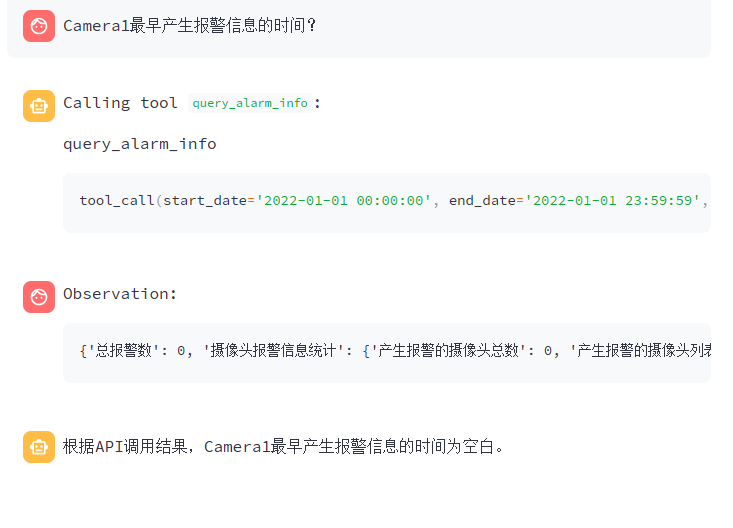 Camera1最早产生报警信息的时间?
Calling tool query_alarm_info:
query_alarm_info
tool_call(start_date='2022-01-01 00:00:00', end_date='2022-01-01 23:59:59',
Observation:
{'总报警数': 0, '摄像头报警信息统计': {'产生报警的摄像头总数': 0, '产生报警的摄像头列表
根据API调用结果，Camera1最早产生报警信息的时间为空白。